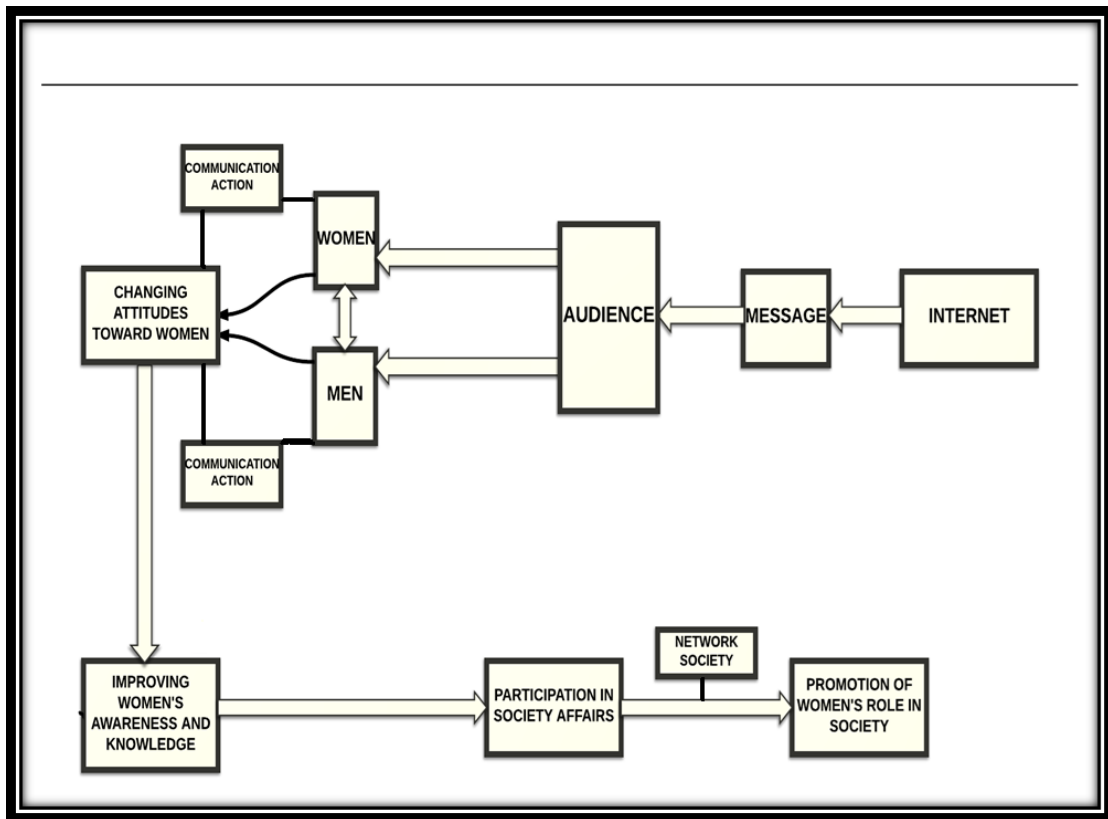 COMMUNICATION
ACTION
WOMEN
CHANGING
ATTITUDES
TOWARD WOMEN
AUDIENCE
MESSAGE
INTERNET
MEN
COMMUNICATION
ACTION
IMPROVING
WOMEN'S
AWARENESS AND
KNOWLEDGE
PARTICIPATION IN
SOCIETY AFFAIRS
NETWORK
SOCIETY
PROMOTION OF
WOMEN'S ROLE IN
SOCIETY